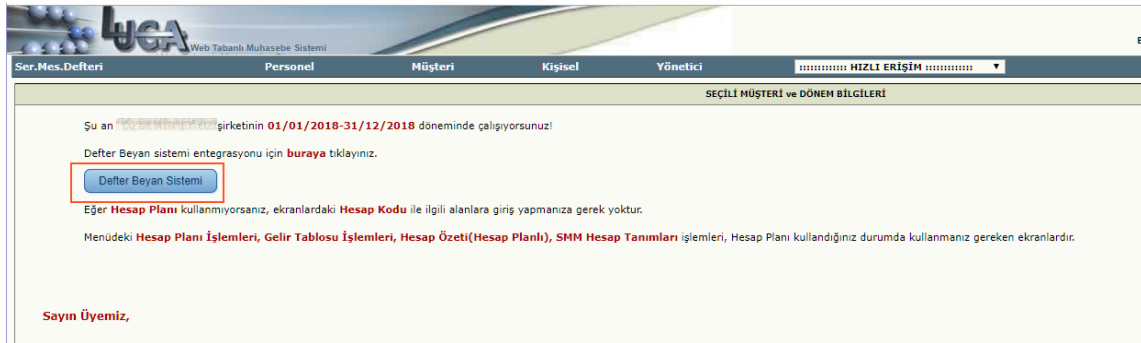 LUCA
Web Tabanlı Muhasebe Sistemi
Ser.Mes.Defteri Personel Müşteri Kişisel Yönetici :::::::::::: HIZLI ERİŞİM ::::::::::::
SEÇİLİ MÜŞTERİ ve DÖNEM BİLGİLERİ
Şu an şirketinin 01/01/2018-31/12/2018 döneminde çalışıyorsunuz!
Defter Beyan sistemi entegrasyonu için buraya tıklayınız.
Defter Beyan Sistemi
Eğer Hesap Planı kullanmıyorsanız, ekranlardaki Hesap Kodu ile ilgili alanlara giriş yapmanıza gerek yoktur.
Menüdeki Hesap Planı İşlemleri, Gelir Tablosu İşlemleri, Hesap Özeti(Hesap Planlı), SMM Hesap Tanımları işlemleri, Hesap Planı kullandığınız durumda kullanmanız gereken ekranlardır.
Sayın Üyemiz,